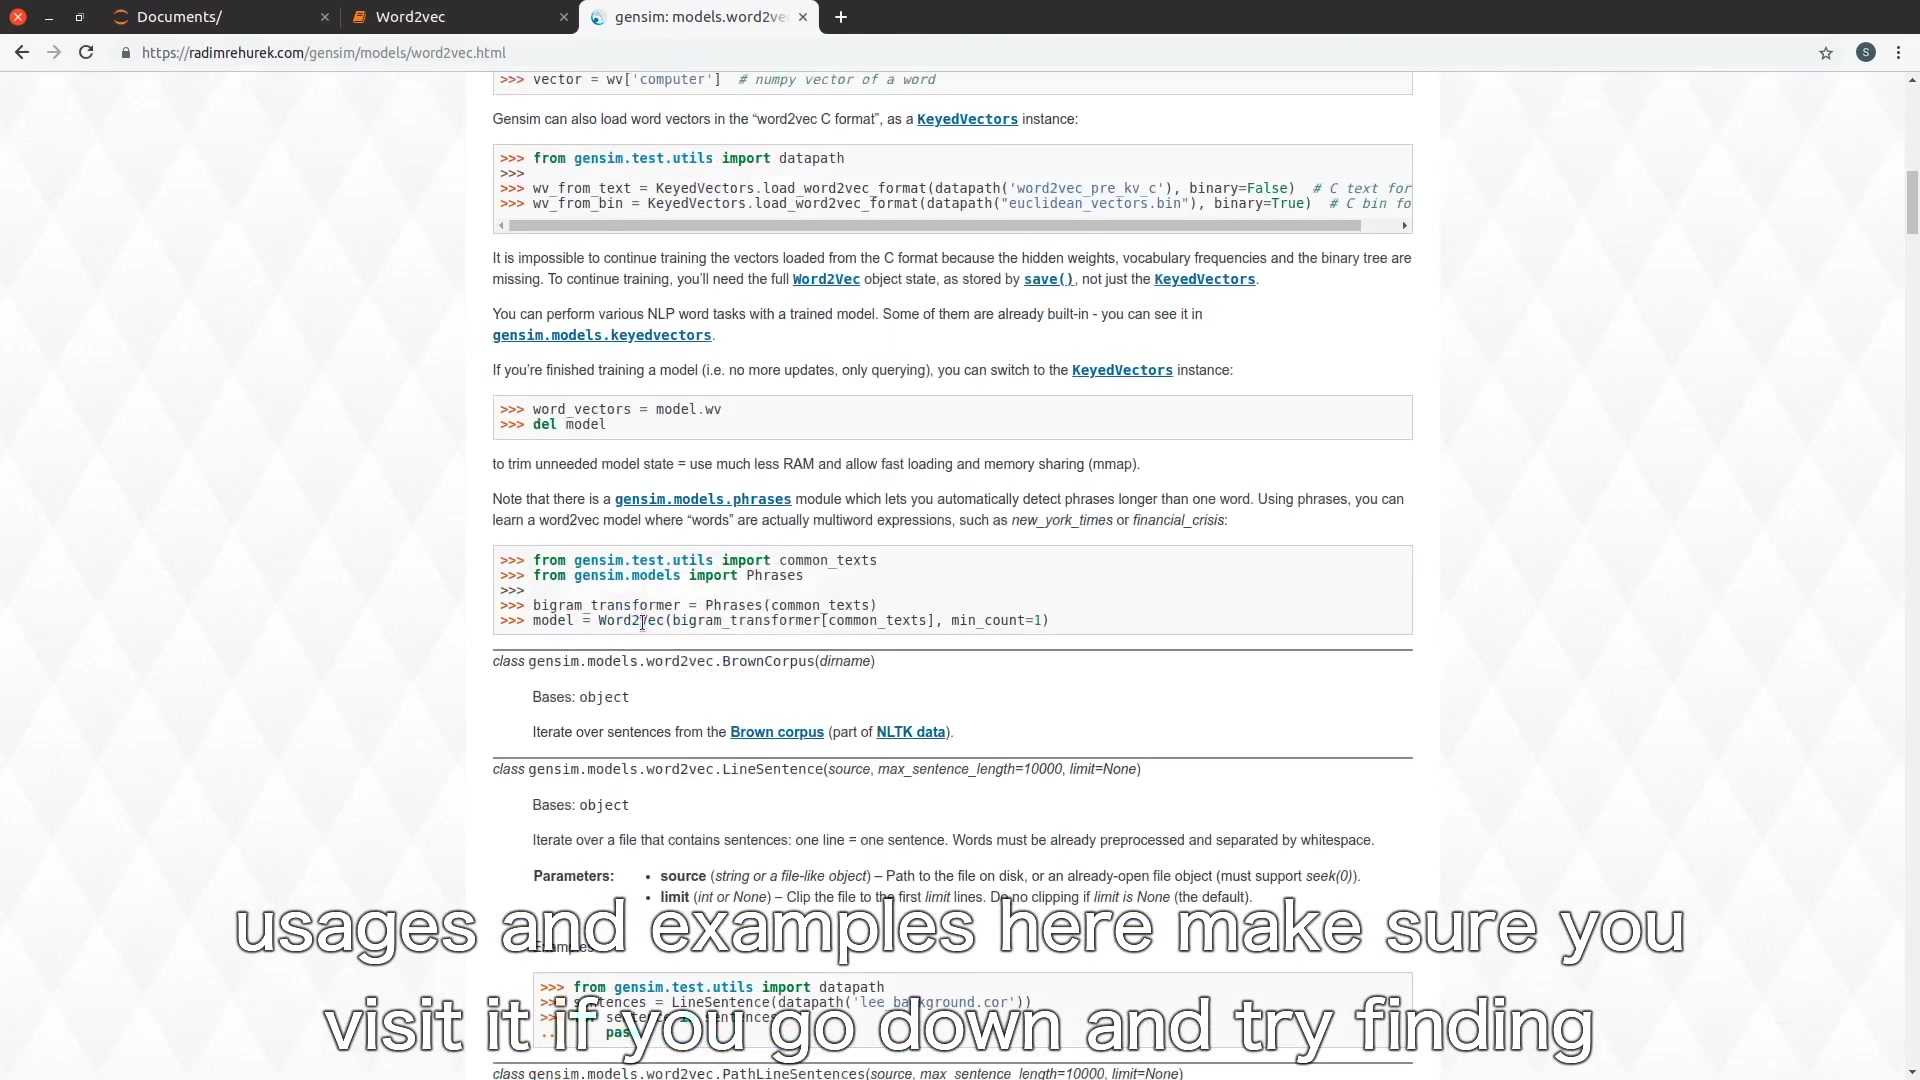 Documents/
Word2vec
gensim: models.word2ve
https://radimrehurek.com/gensim/models/word2vec.html
S
>>> vector = wv['computer']  # numpy vector of a word
Gensim can also load word vectors in the “word2vec C format”, as a KeyedVectors instance:
>>> from gensim.test.utils import datapath
>>>
>>> wv_from_text = KeyedVectors.load_word2vec_format(datapath('word2vec_pre_kv_c'), binary=False)  # C text for
>>> wv_from_bin = KeyedVectors.load_word2vec_format(datapath("euclidean_vectors.bin"), binary=True)  # C bin fo
It is impossible to continue training the vectors loaded from the C format because the hidden weights, vocabulary frequencies and the binary tree are
missing. To continue training, you’ll need the full Word2Vec object state, as stored by save(), not just the KeyedVectors.
You can perform various NLP word tasks with a trained model. Some of them are already built-in - you can see it in
gensim.models.keyedvectors.
If you’re finished training a model (i.e. no more updates, only querying), you can switch to the KeyedVectors instance:
>>> word_vectors = model.wv
>>> del model
to trim unneeded model state = use much less RAM and allow fast loading and memory sharing (mmap).
Note that there is a gensim.models.phrases module which lets you automatically detect phrases longer than one word. Using phrases, you can
learn a word2vec model where “words” are actually multiword expressions, such as new_york_times or financial_crisis:
>>> from gensim.test.utils import common_texts
>>> from gensim.models import Phrases
>>>
>>> bigram_transformer = Phrases(common_texts)
>>> model = Word2Vec(bigram_transformer[common_texts], min_count=1)
class gensim.models.word2vec.BrownCorpus(dirname)
Bases: object
Iterate over sentences from the Brown corpus (part of NLTK data).
class gensim.models.word2vec.LineSentence(source, max_sentence_length=10000, limit=None)
Bases: object
Iterate over a file that contains sentences: one line = one sentence. Words must be already preprocessed and separated by whitespace.
Parameters:
• source (string or a file-like object) – Path to the file on disk, or an already-open file object (must support seek(0)).
• limit (int or None) – Clip the file to the first limit lines. Do no clipping if limit is None (the default).
Examples
usages and examples here make sure you
>>> from gensim.test.utils import datapath
>>> sentences = LineSentence(datapath('lee_background.cor'))
visit it if you go down and try finding
class gensim.models.word2vec.PathLineSentences(source, max_sentence_length=10000, limit=None)